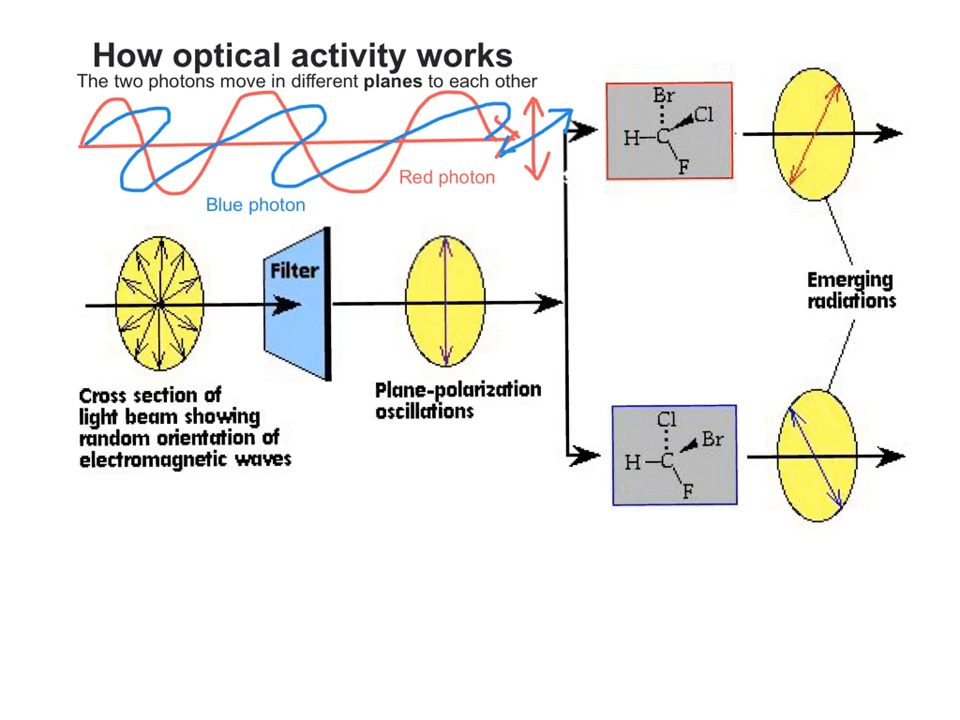 How optical activity works
The two photons move in different planes to each other
Red photon
Blue photon
Filter
Cross section of
light beam showing
random orientation of
electromagnetic waves
Plane-polarization
oscillations
Br
Cl
H C
F
Cl
Br
H C
F
Emerging
radiations